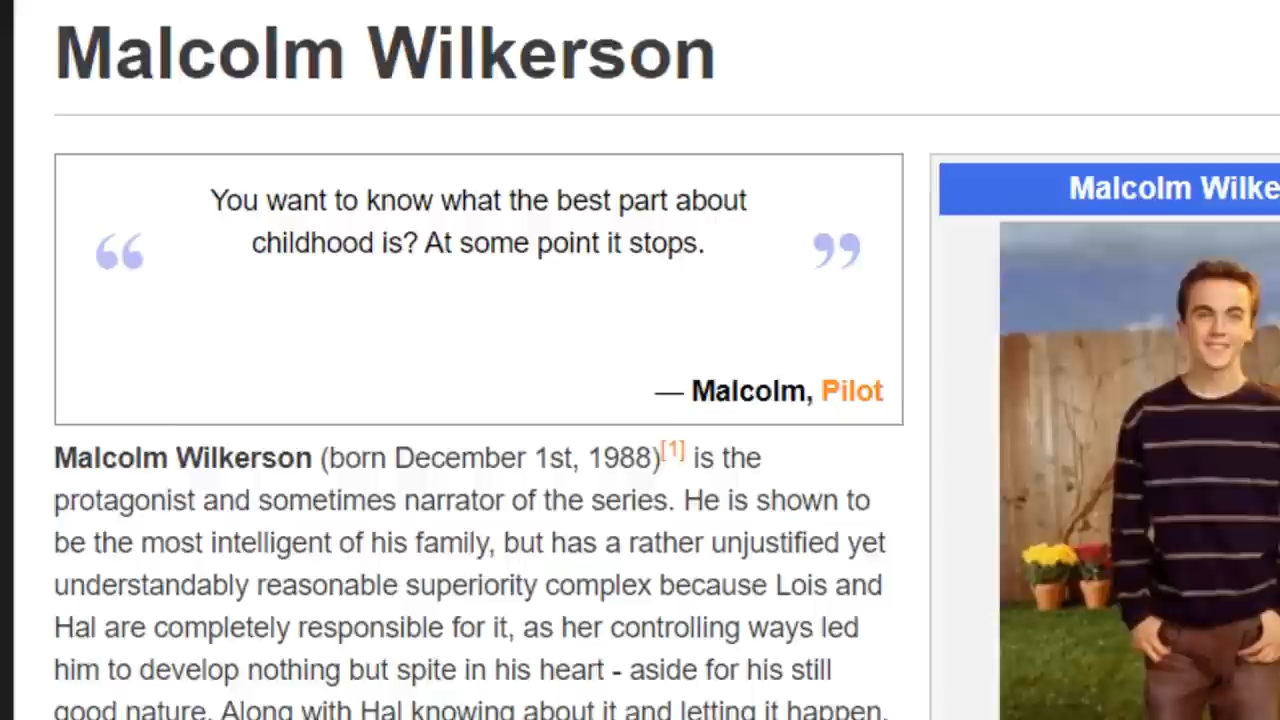 Malcolm Wilkerson
You want to know what the best part about
childhood is? At some point it stops.
— Malcolm, Pilot
Malcolm Wilkerson (born December 1st, 1988)[1] is the
protagonist and sometimes narrator of the series. He is shown to
be the most intelligent of his family, but has a rather unjustified yet
understandably reasonable superiority complex because Lois and
Hal are completely responsible for it, as her controlling ways led
him to develop nothing but spite in his heart - aside for his still
good nature. Along with Hal knowing about it and letting it happen.
Malcolm Wilke